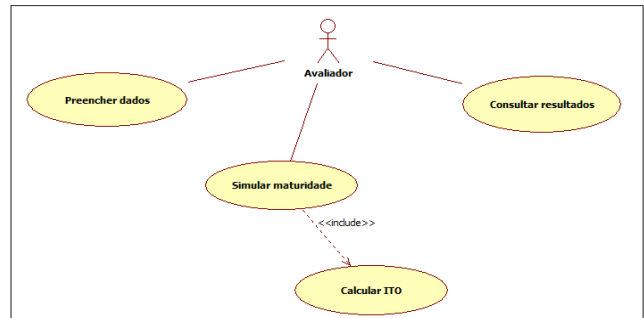 Avaliador
Preencher dados
Consultar resultados
Simular maturidade
<<include>>
Calcular ITO